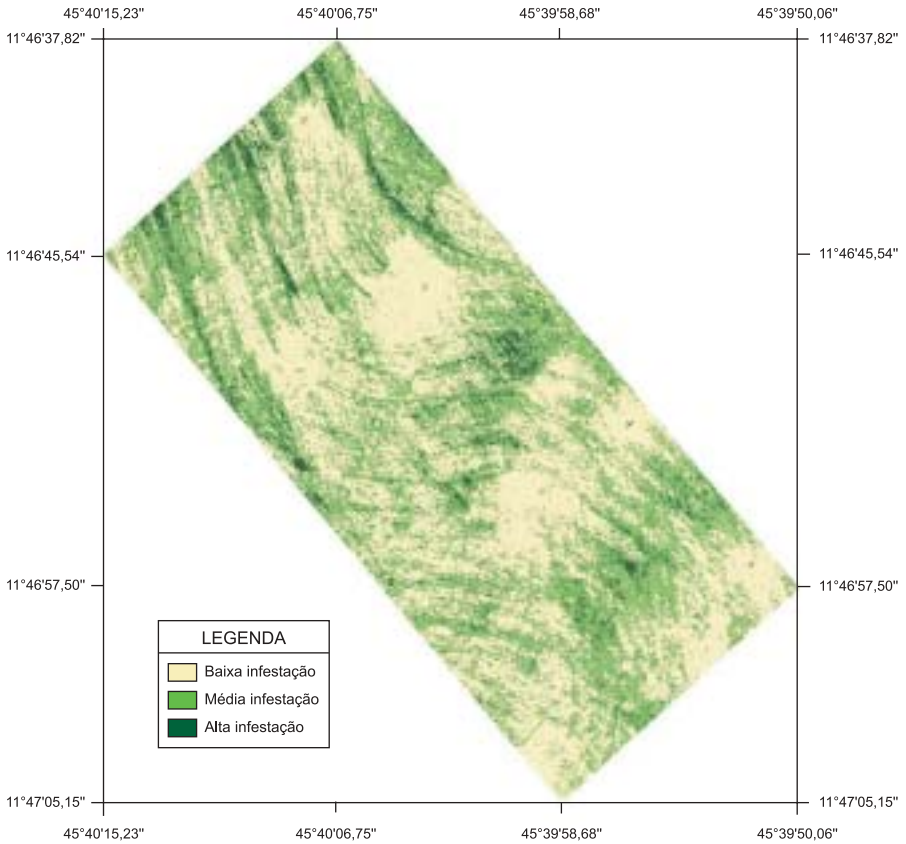 45°40'15,23" 45°40'06,75" 45°39'58,68" 45°39'50,06"
11°46'37,82" 11°46'37,82"
11°46'45,54" 11°46'45,54"
11°46'57,50" 11°46'57,50"
LEGENDA
Baixa infestação
Média infestação
Alta infestação
11°47'05,15" 11°47'05,15"
45°40'15,23" 45°40'06,75" 45°39'58,68" 45°39'50,06"